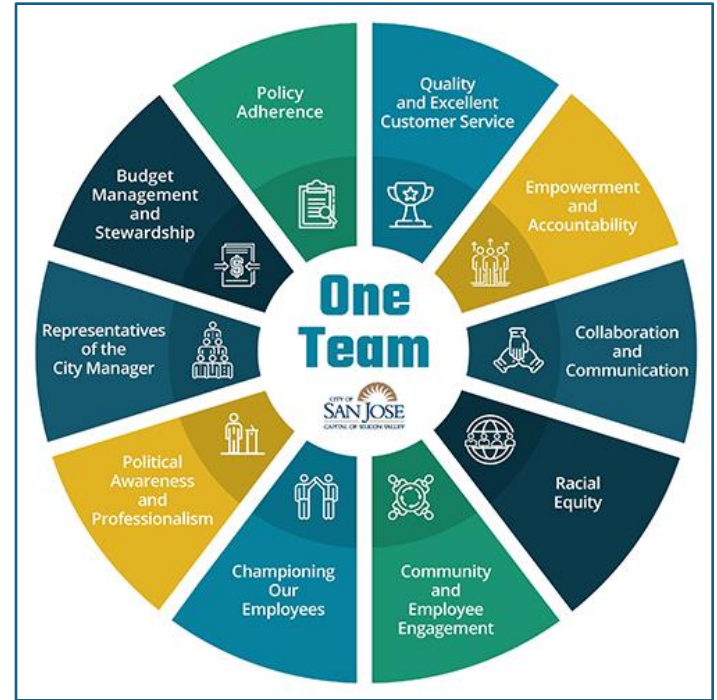 Policy
Adherence
Quality
and Excellent
Customer Service
Empowerment
and
Accountability
Collaboration
and
Communication
Racial
Equity
Community
and
Employee
Engagement
Championing
Our
Employees
Political
Awareness
and
Professionalism
Representatives
of the
City Manager
Budget
Management
and
Stewardship
One
Team
CITY OF
SAN JOSE
CAPITAL OF SILICON VALLEY
$